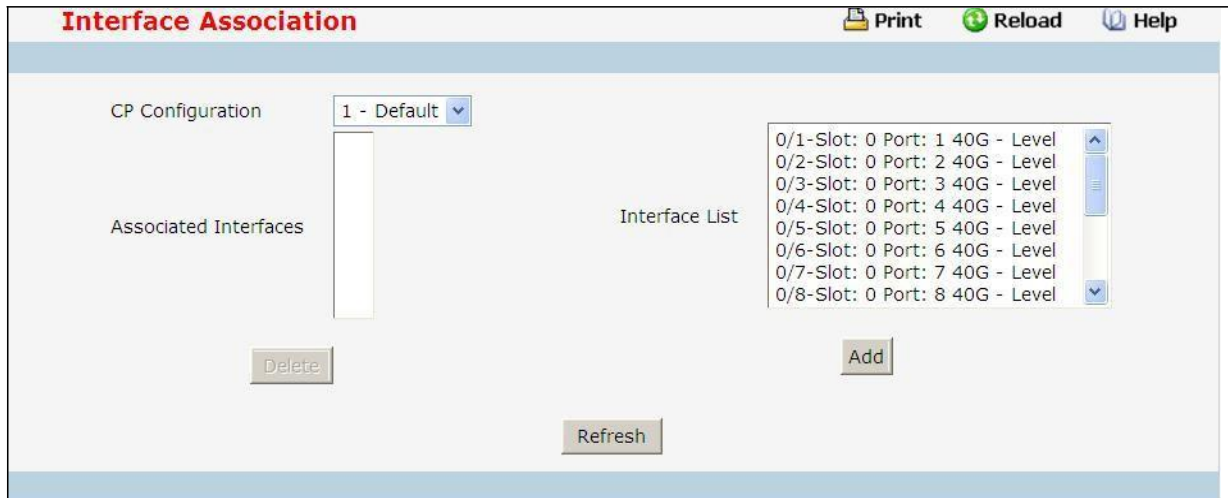 Interface Association
Print Reload Help
CP Configuration
1 - Default
Associated Interfaces
Interface List
0/1-Slot: 0 Port: 1 40G - Level
0/2-Slot: 0 Port: 2 40G - Level
0/3-Slot: 0 Port: 3 40G - Level
0/4-Slot: 0 Port: 4 40G - Level
0/5-Slot: 0 Port: 5 40G - Level
0/6-Slot: 0 Port: 6 40G - Level
0/7-Slot: 0 Port: 7 40G - Level
0/8-Slot: 0 Port: 8 40G - Level
Delete
Add
Refresh